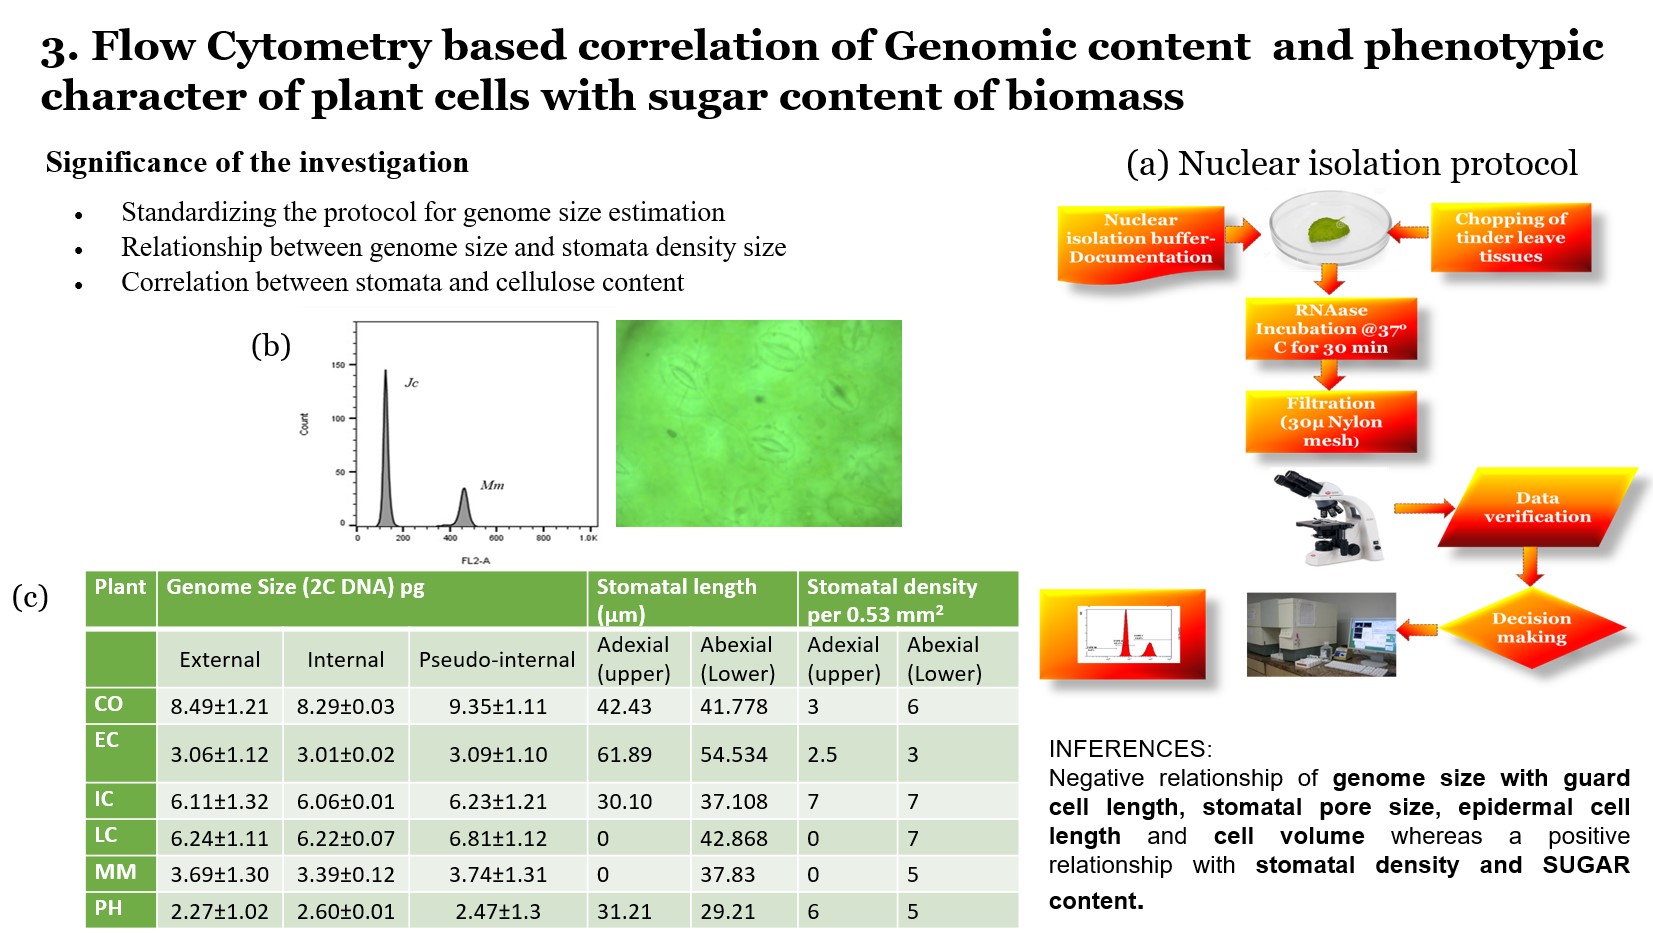 3. Flow Cytometry based correlation of Genomic content and phenotypic
character of plant cells with sugar content of biomass
Significance of the investigation
• Standardizing the protocol for genome size estimation
• Relationship between genome size and stomata density size
• Correlation between stomata and cellulose content
(a) Nuclear isolation protocol
Nuclear
isolation buffer-
Documentation
Chopping of
tinder leave
tissues
RNAase
Incubation @37º
C for 30 min
Filtration
(30µ Nylon
mesh)
Data
verification
Decision
making
(b)
150
100
50
0
Count
Jc
Mm
0 200 400 600 800 1.0K
FL2-A
(c)
Plant Genome Size (2C DNA) pg Stomatal length (µm) Stomatal density per 0.53 mm²
External Internal Pseudo-internal Adexial (upper) Abexial (Lower) Adexial (upper) Abexial (Lower)
CO 8.49±1.21 8.29±0.03 9.35±1.11 42.43 41.778 3 6
EC 3.06±1.12 3.01±0.02 3.09±1.10 61.89 54.534 2.5 3
IC 6.11±1.32 6.06±0.01 6.23±1.21 30.10 37.108 7 7
LC 6.24±1.11 6.22±0.07 6.81±1.12 0 42.868 0 7
MM 3.69±1.30 3.39±0.12 3.74±1.31 0 37.83 0 5
PH 2.27±1.02 2.60±0.01 2.47±1.3 31.21 29.21 6 5
INFERENCES:
Negative relationship of genome size with guard
cell length, stomatal pore size, epidermal cell
length and cell volume whereas a positive
relationship with stomatal density and SUGAR
content.